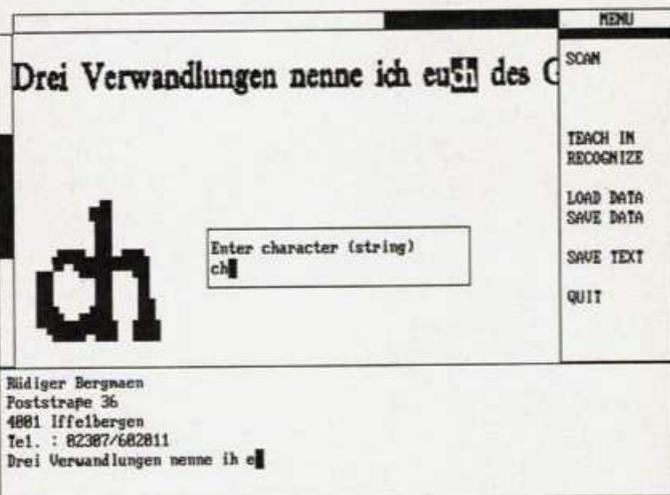 MENU
Drei Verwandlungen nenne ich euch des G
SCAN
TEACH IN
RECOGNIZE
LOAD DATA
SAVE DATA
SAVE TEXT
QUIT
ch
Enter character (string)
ch
Rüdiger Bergmaen
Poststraße 36
4001 Iffelbergen
Tel. : 02307/602011
Drei Verwandlungen nenne ih e